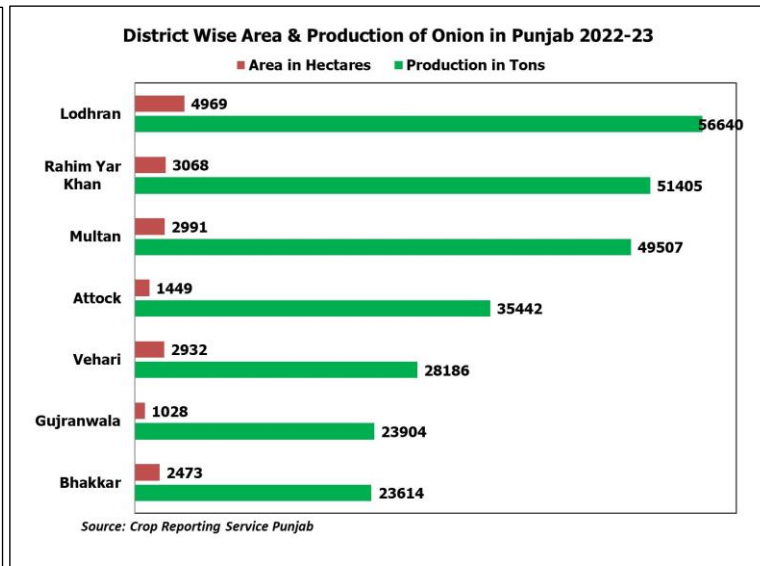 District Wise Area & Production of Onion in Punjab 2022-23
Area in Hectares Production in Tons
Lodhran
4969
56640
Rahim Yar
Khan
3068
51405
Multan
2991
49507
Attock
1449
35442
Vehari
2932
28186
Gujranwala
1028
23904
Bhakkar
2473
23614
Source: Crop Reporting Service Punjab